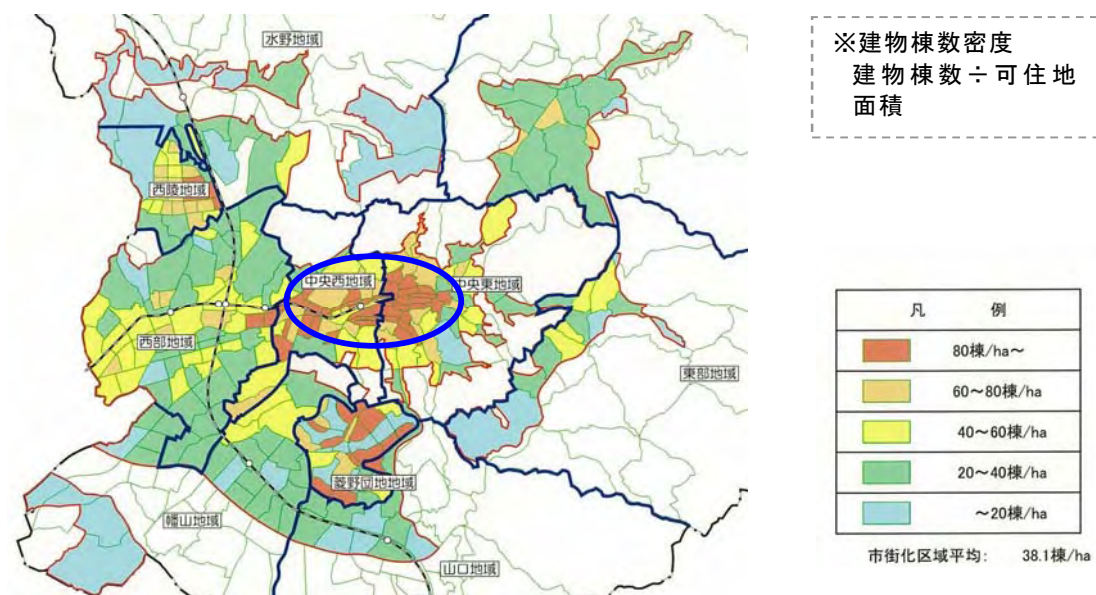 水野地域
西陵地域
中央西地域
中央東地域
西部地域
東部地域
菱野団地地域
幡山地域
山口地域
※建物棟数密度
建物棟数÷可住地
面積
凡 例
80棟/ha～
60～80棟/ha
40～60棟/ha
20～40棟/ha
～20棟/ha
市街化区域平均: 38.1棟/ha